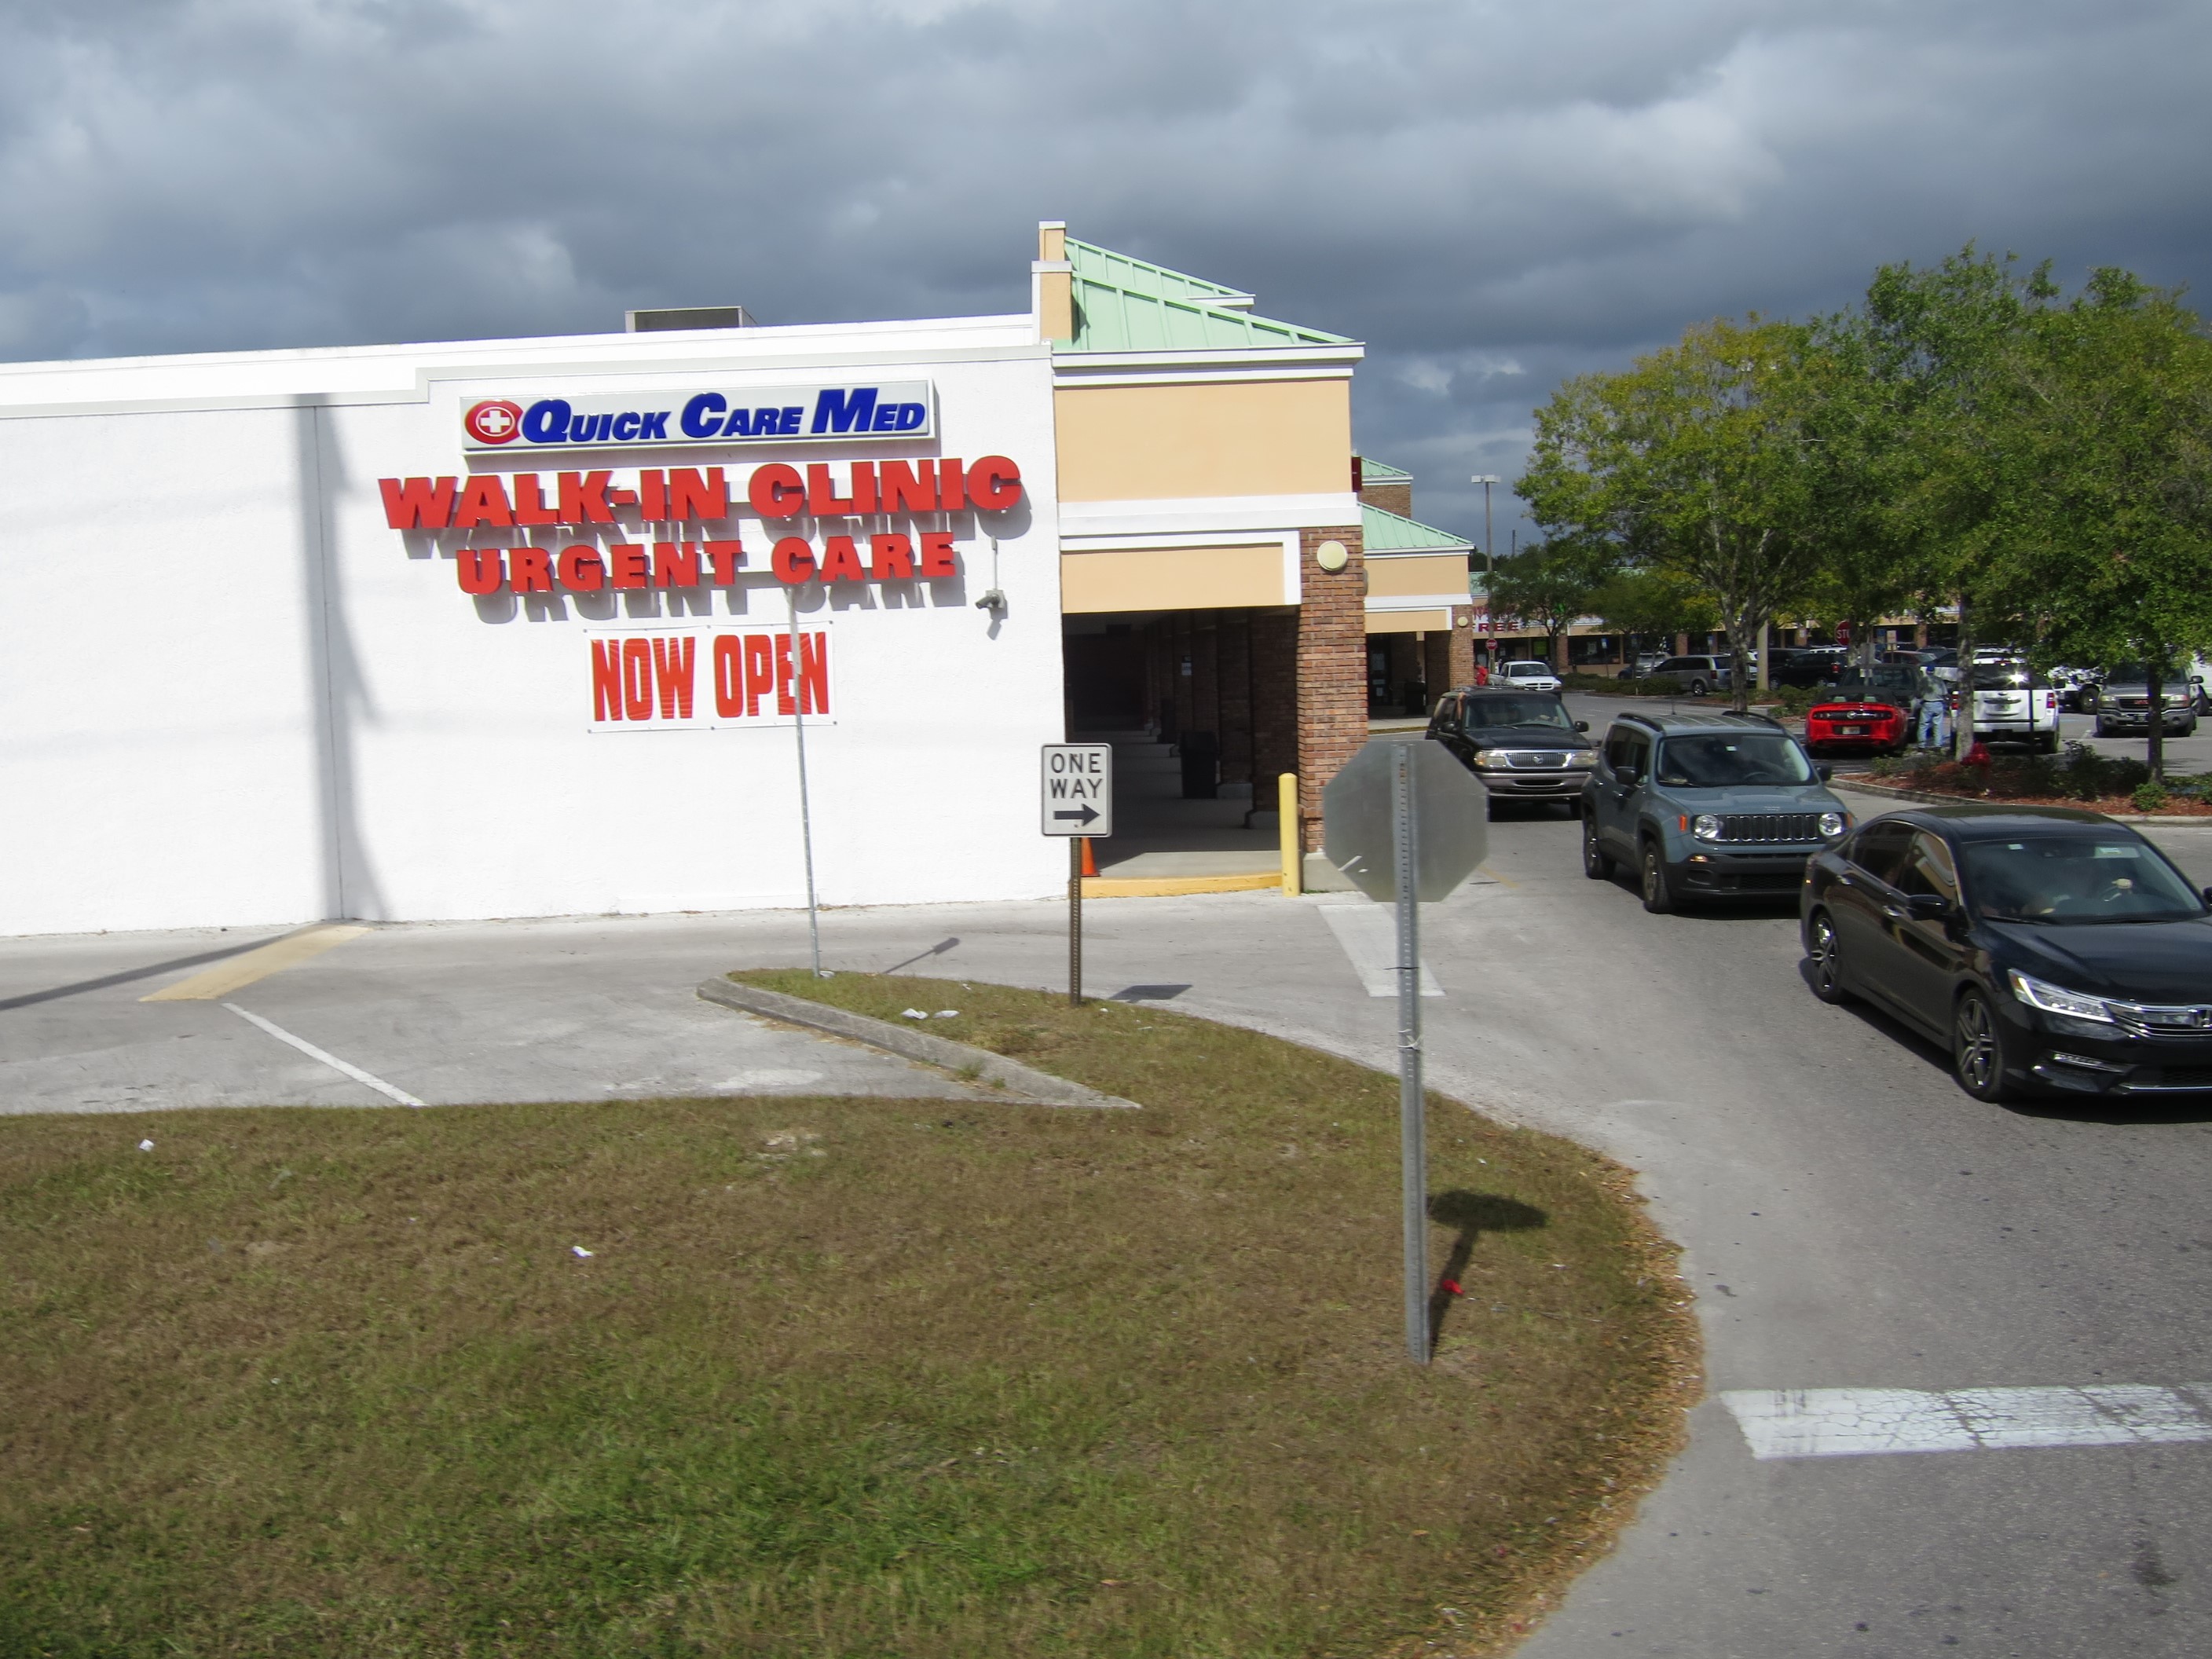 QUICK CARE MED
WALK-IN CLINIC
URGENT CARE
NOW OPEN
ONE
WAY